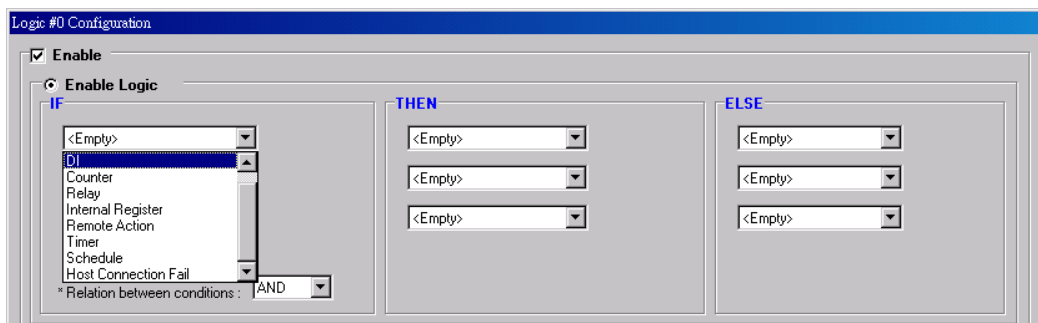 Logic #0 Configuration
Enable
Enable Logic
IF
<Empty>
DI
Counter
Relay
Internal Register
Remote Action
Timer
Schedule
Host Connection Fail
* Relation between conditions : AND
THEN
<Empty>
<Empty>
<Empty>
ELSE
<Empty>
<Empty>
<Empty>